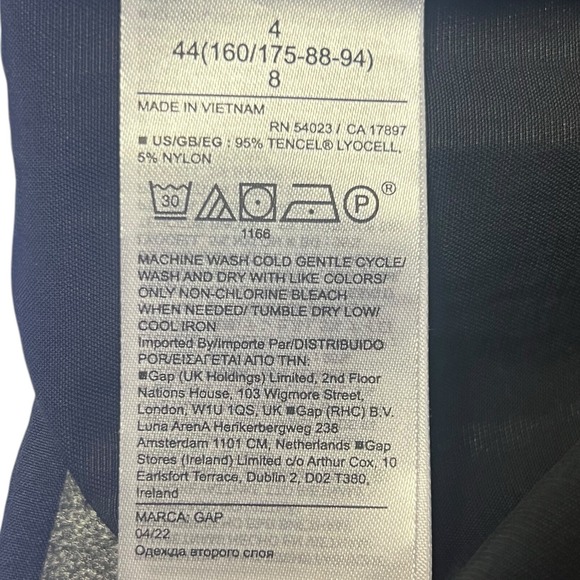 4
44(160/175-88-94)
8
MADE IN VIETNAM
RN 54023 / CA 17897
■ US/GB/EG : 95% TENCEL® LYOCELL,
5% NYLON
30 P ®
1166
MACHINE WASH COLD GENTLE CYCLE/
WASH AND DRY WITH LIKE COLORS/
ONLY NON-CHLORINE BLEACH
WHEN NEEDED/ TUMBLE DRY LOW/
COOL IRON
Imported By/Importe Par/DISTRIBUIDO
POR/ΕΙΣΑΓΕΤΑΙ ΑΠΟ ΤΗΝ:
■Gap (UK Holdings) Limited, 2nd Floor
Nations House, 103 Wigmore Street,
London, W1U 1QS, UK ■Gap (RHC) B.V.
Luna ArenA Herikerbergweg 238
Amsterdam 1101 CM, Netherlands ■Gap
Stores (Ireland) Limited c/o Arthur Cox, 10
Earlsfort Terrace, Dublin 2, D02 T380,
Ireland
MARCA: GAP
04/22
Одежда второго слоя